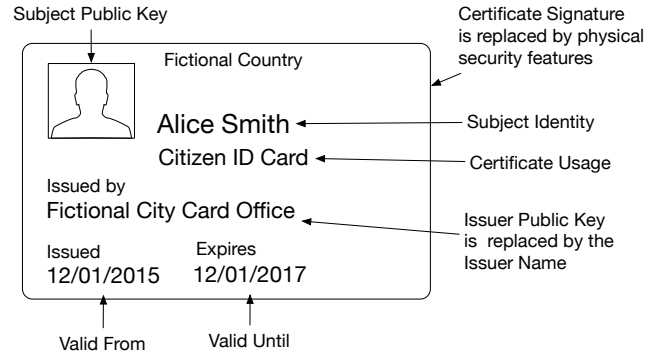 Subject Public Key
Certificate Signature
is replaced by physical
security features
Fictional Country
Alice Smith
Subject Identity
Citizen ID Card
Certificate Usage
Issued by
Fictional City Card Office
Issuer Public Key
is replaced by the
Issuer Name
Issued
Expires
12/01/2015
12/01/2017
Valid From
Valid Until